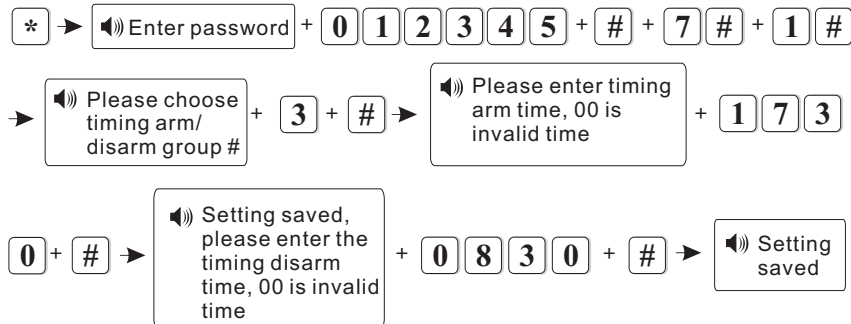 * Enter password + 0 1 2 3 4 5 + # + 7 # + 1 #
Please choose
timing arm/
disarm group #
+ 3 + #
Please enter timing
arm time, 00 is
invalid time
+ 1 7 3
0 + #
Setting saved,
please enter the
timing disarm
time, 00 is invalid
time
+ 0 8 3 0 + #
Setting
saved